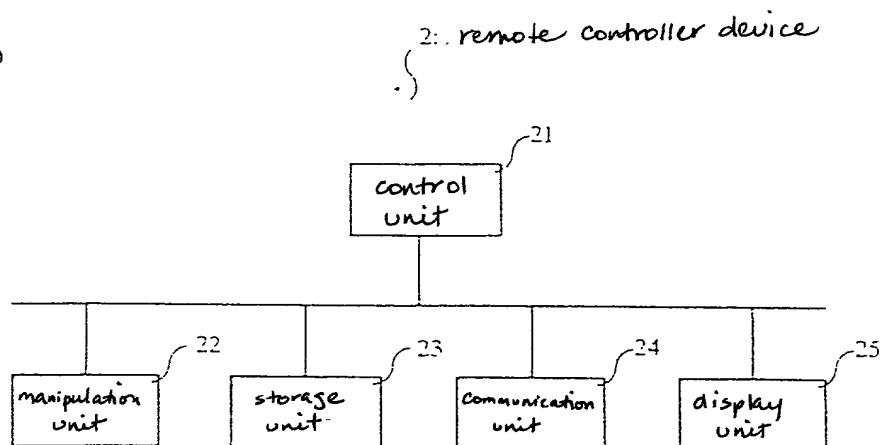 2: remote controller device
21
control
unit
22
23
24
25
manipulation
unit
storage
unit
communication
unit
display
unit